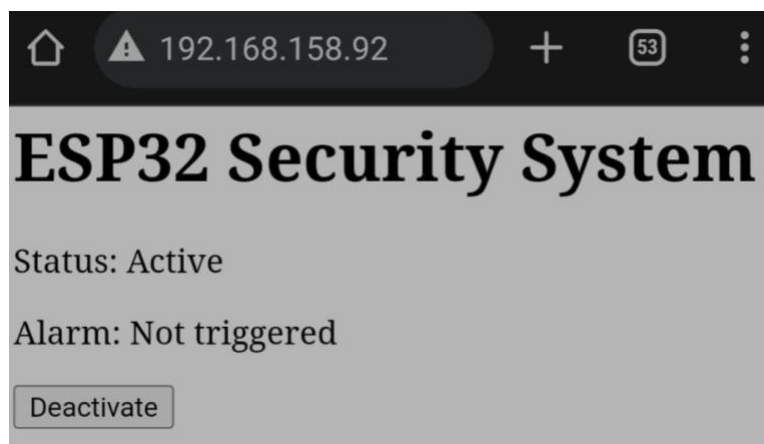 192.168.158.92 53
ESP32 Security System
Status: Active
Alarm: Not triggered
Deactivate